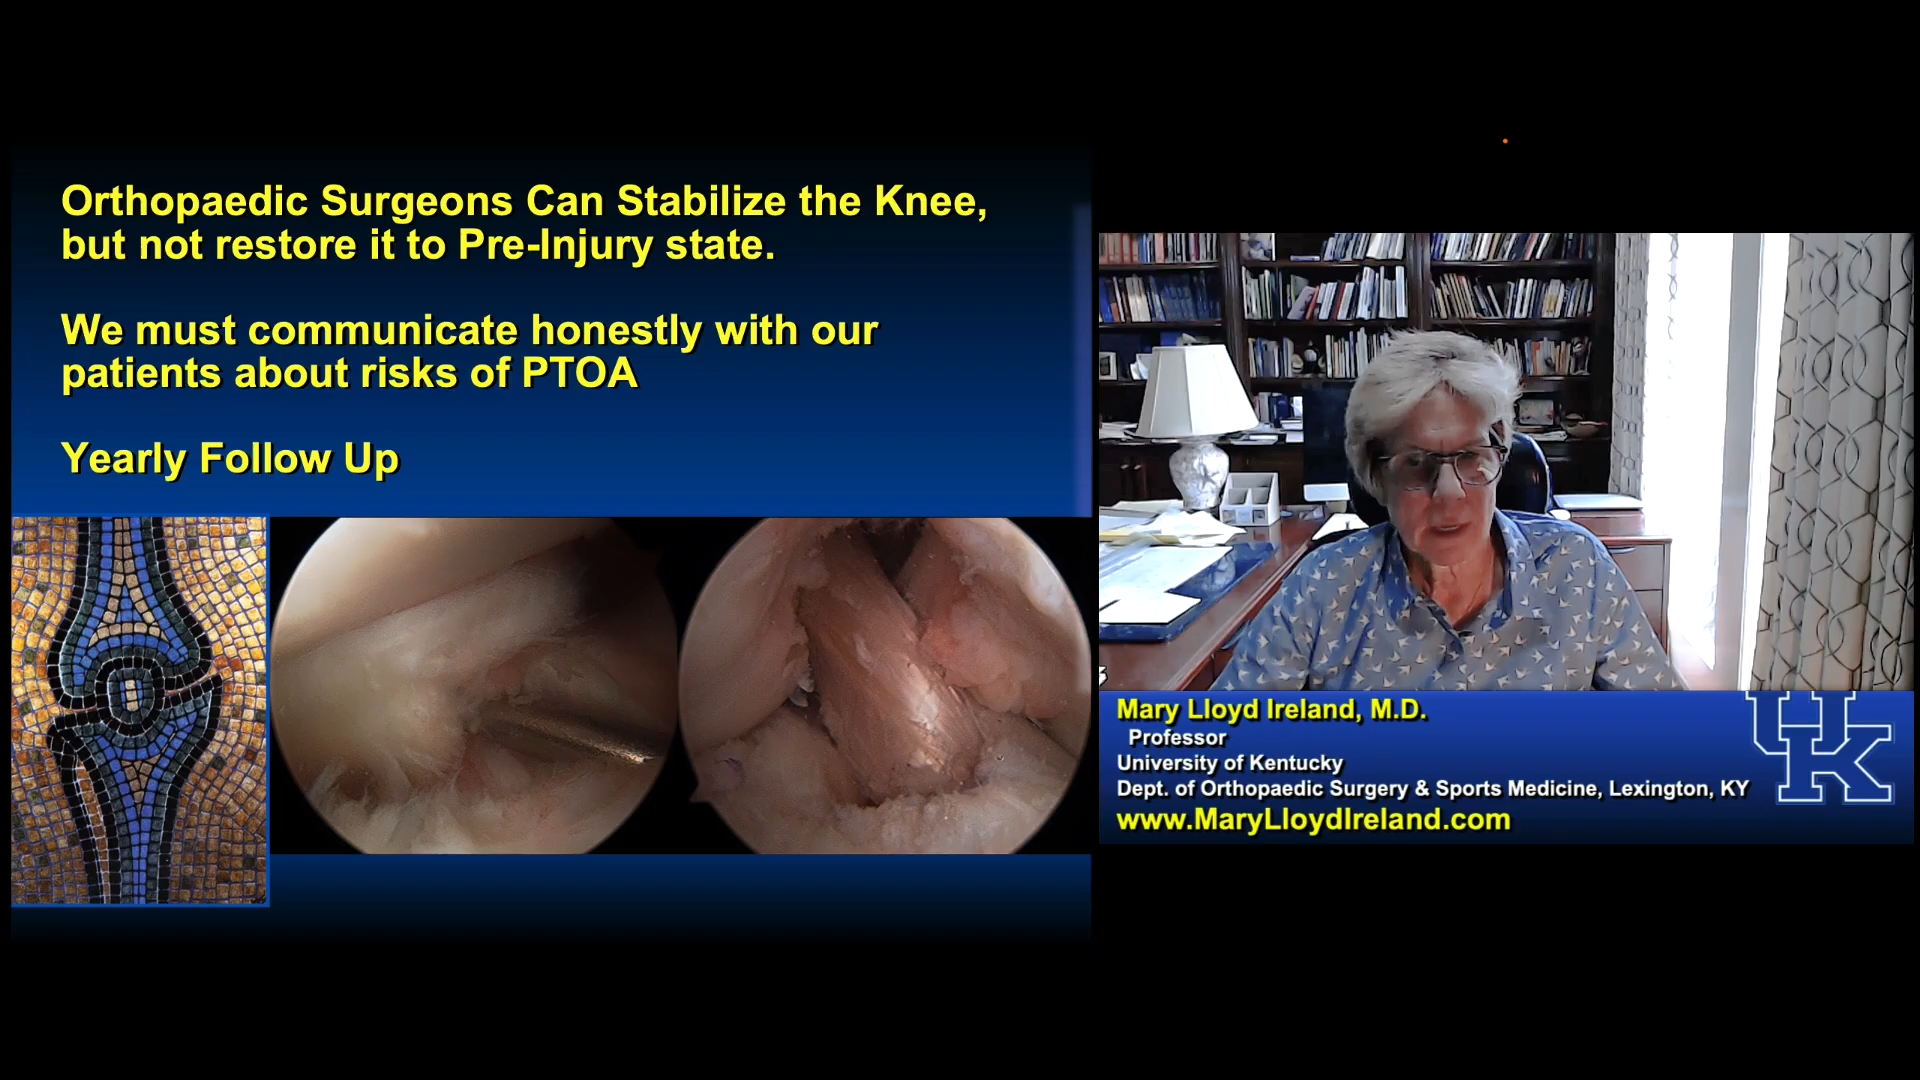 Orthopaedic Surgeons Can Stabilize the Knee,
but not restore it to Pre-Injury state.
We must communicate honestly with our
patients about risks of PTOA
Yearly Follow Up
Mary Lloyd Ireland, M.D.
Professor
University of Kentucky
Dept. of Orthopaedic Surgery & Sports Medicine, Lexington, KY
www.MaryLloydIreland.com
UK